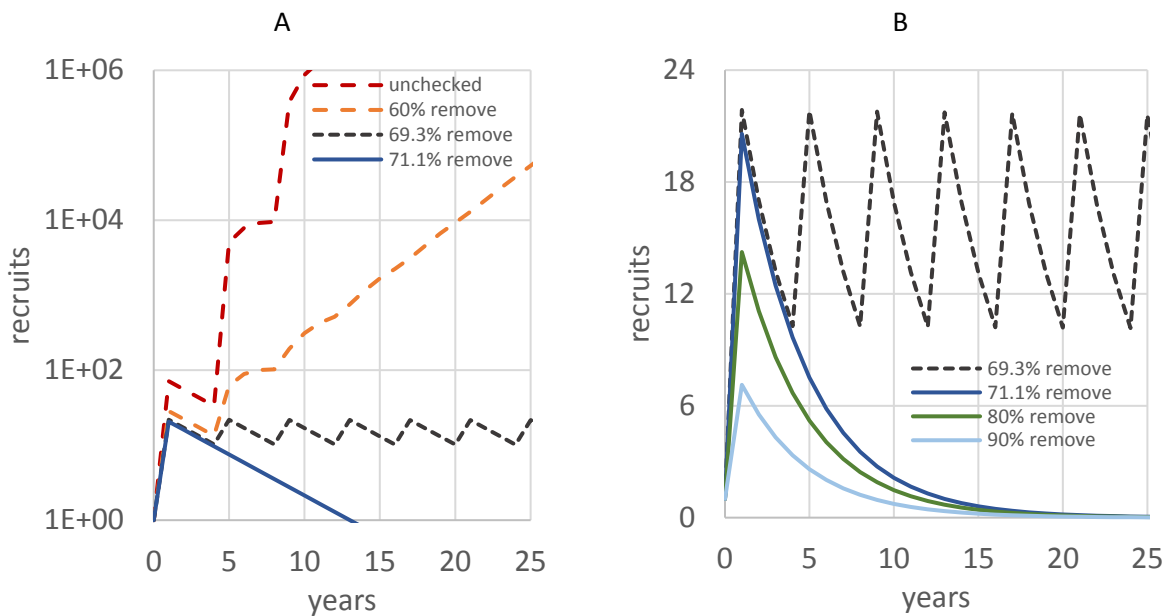 A
1E+06
1E+04
1E+02
1E+00
recruits
unchecked
60% remove
69.3% remove
71.1% remove
0 5 10 15 20 25
years
B
24
18
12
6
0
recruits
69.3% remove
71.1% remove
80% remove
90% remove
0 5 10 15 20 25
years